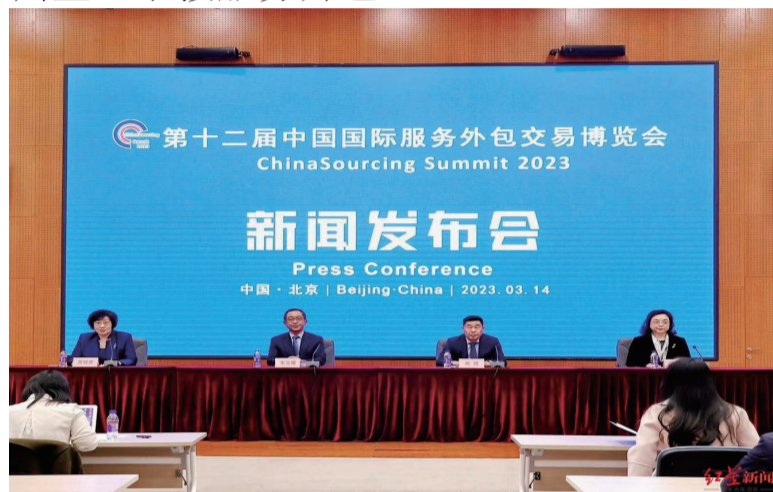 第十二届中国国际服务外包交易博览会
ChinaSourcing Summit 2023
新闻发布会
Press Conference
中国·北京 | Beijing·China | 2023.03.14
红星新闻